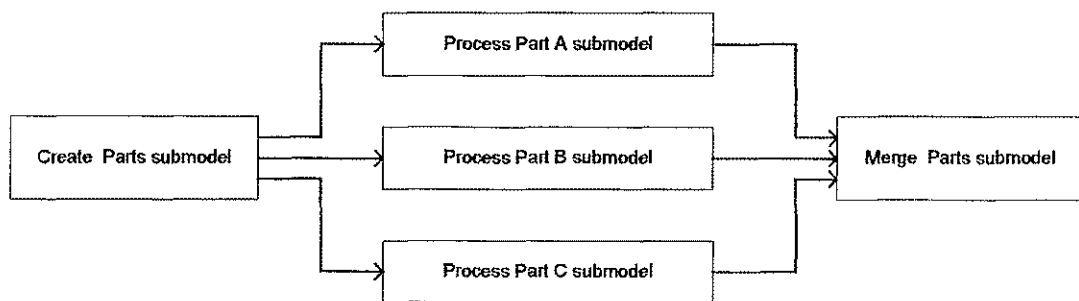 Process Part A submodel
Create Parts submodel
Process Part B submodel
Merge Parts submodel
Process Part C submodel